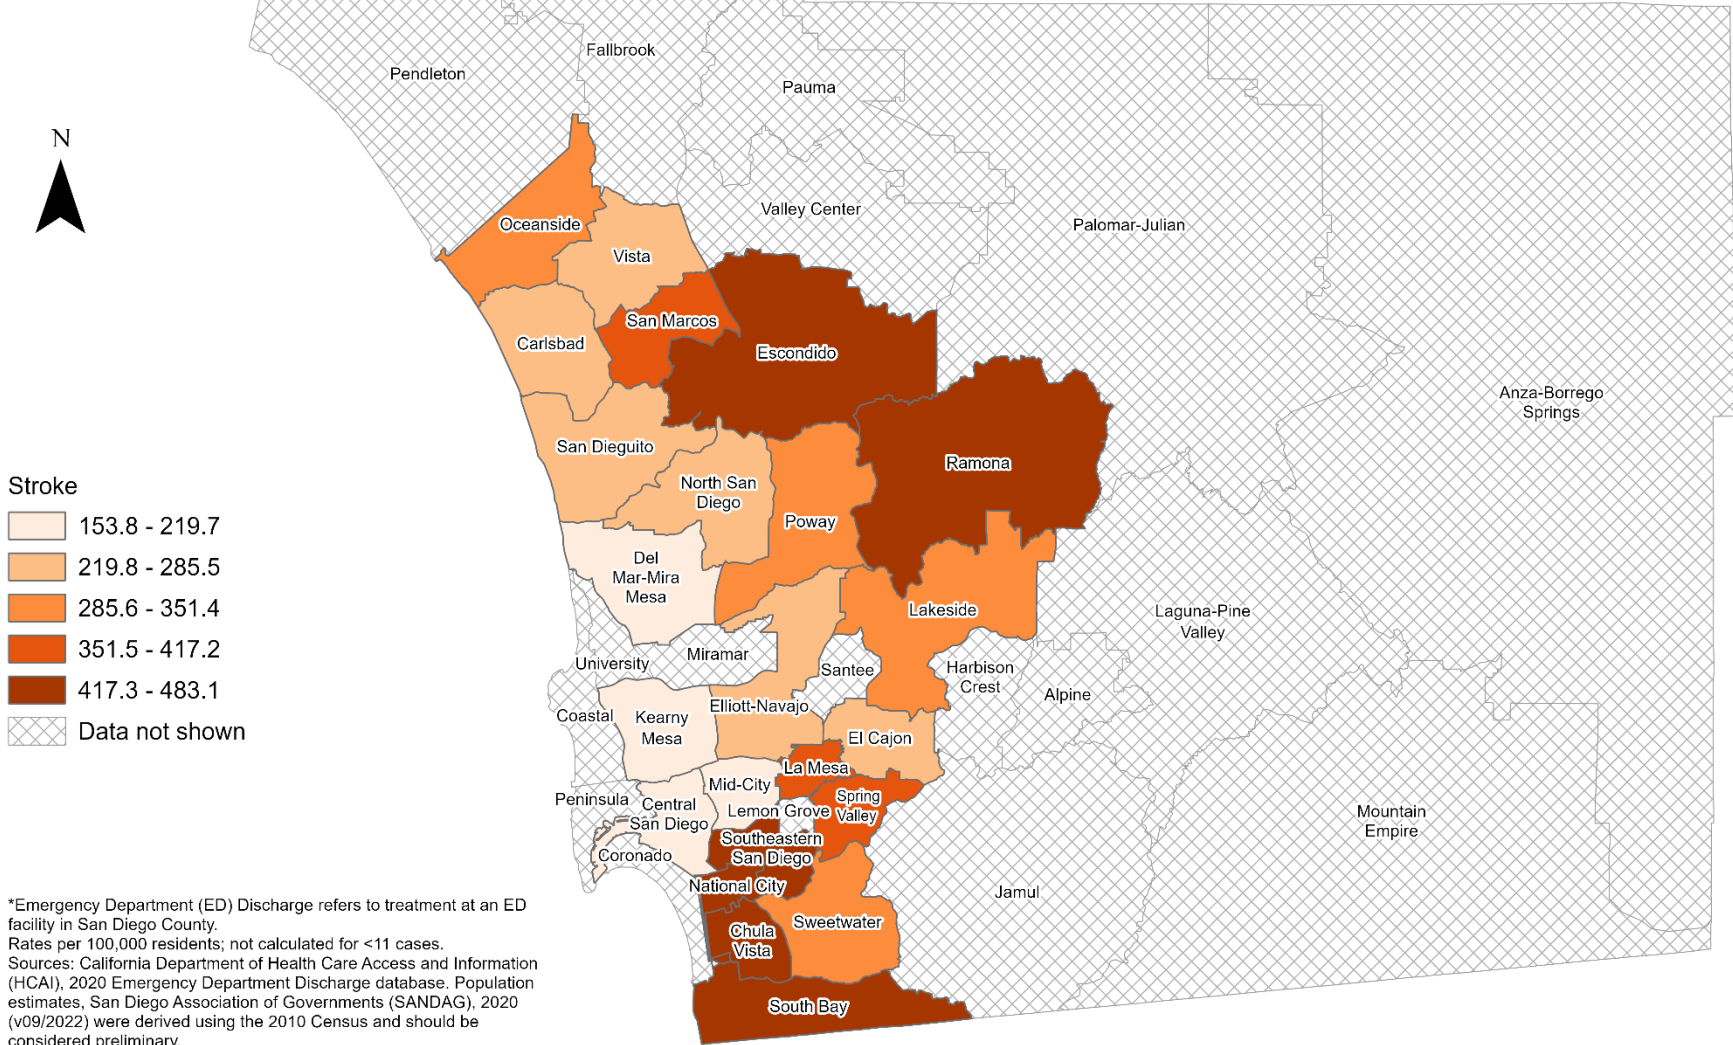 Fallbrook
Pendleton
Pauma
N
Valley Center
Oceanside
Palomar-Julian
Vista
San Marcos
Carlsbad
Escondido
Anza-Borrego
Springs
San Dieguito
Ramona
North San
Diego
Poway
Del
Mar-Mira
Mesa
Lakeside
Laguna-Pine
Valley
Miramar
University
Santee
Harbison
Crest
Alpine
Elliott-Navajo
Coastal
Kearny
Mesa
El Cajon
La Mesa
Mid-City
Peninsula
Central
San Diego
Spring
Valley
Lemon Grove
Mountain
Empire
Southeastern
San Diego
Coronado
National City
Jamul
Sweetwater
Chula
Vista
South Bay
Stroke
153.8 - 219.7
219.8 - 285.5
285.6 - 351.4
351.5 - 417.2
417.3 - 483.1
Data not shown
*Emergency Department (ED) Discharge refers to treatment at an ED
facility in San Diego County.
Rates per 100,000 residents; not calculated for <11 cases.
Sources: California Department of Health Care Access and Information
(HCAI), 2020 Emergency Department Discharge database. Population
estimates, San Diego Association of Governments (SANDAG), 2020
(v09/2022) were derived using the 2010 Census and should be
considered preliminary.